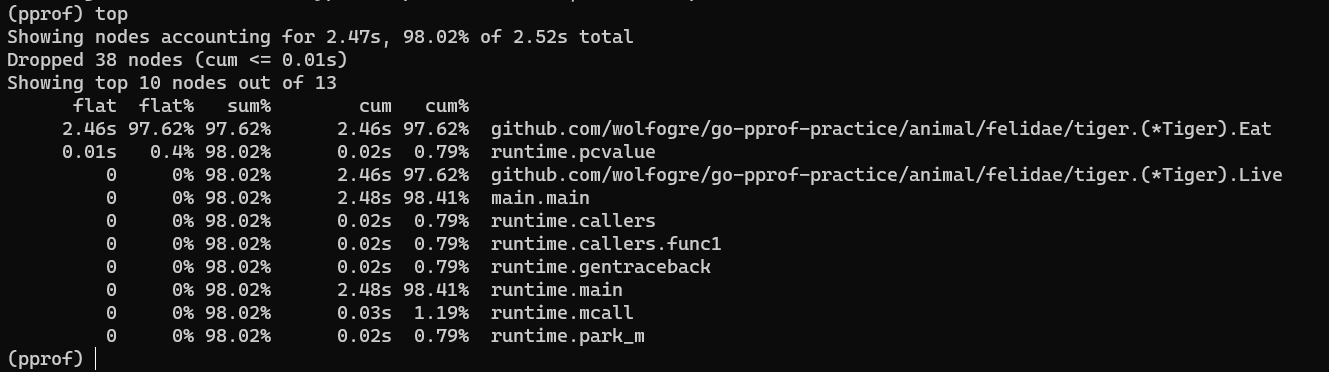 (pprof) top
Showing nodes accounting for 2.47s, 98.02% of 2.52s total
Dropped 38 nodes (cum <= 0.01s)
Showing top 10 nodes out of 13
      flat  flat%   sum%        cum   cum%
     2.46s 97.62% 97.62%      2.46s 97.62%  github.com/wolfogre/go-pprof-practice/animal/felidae/tiger.(*Tiger).Eat
     0.01s   0.4% 98.02%      0.02s  0.79%  runtime.pcvalue
         0     0% 98.02%      2.46s 97.62%  github.com/wolfogre/go-pprof-practice/animal/felidae/tiger.(*Tiger).Live
         0     0% 98.02%      2.48s 98.41%  main.main
         0     0% 98.02%      0.02s  0.79%  runtime.callers
         0     0% 98.02%      0.02s  0.79%  runtime.callers.func1
         0     0% 98.02%      0.02s  0.79%  runtime.gentraceback
         0     0% 98.02%      2.48s 98.41%  runtime.main
         0     0% 98.02%      0.03s  1.19%  runtime.mcall
         0     0% 98.02%      0.02s  0.79%  runtime.park_m
(pprof)